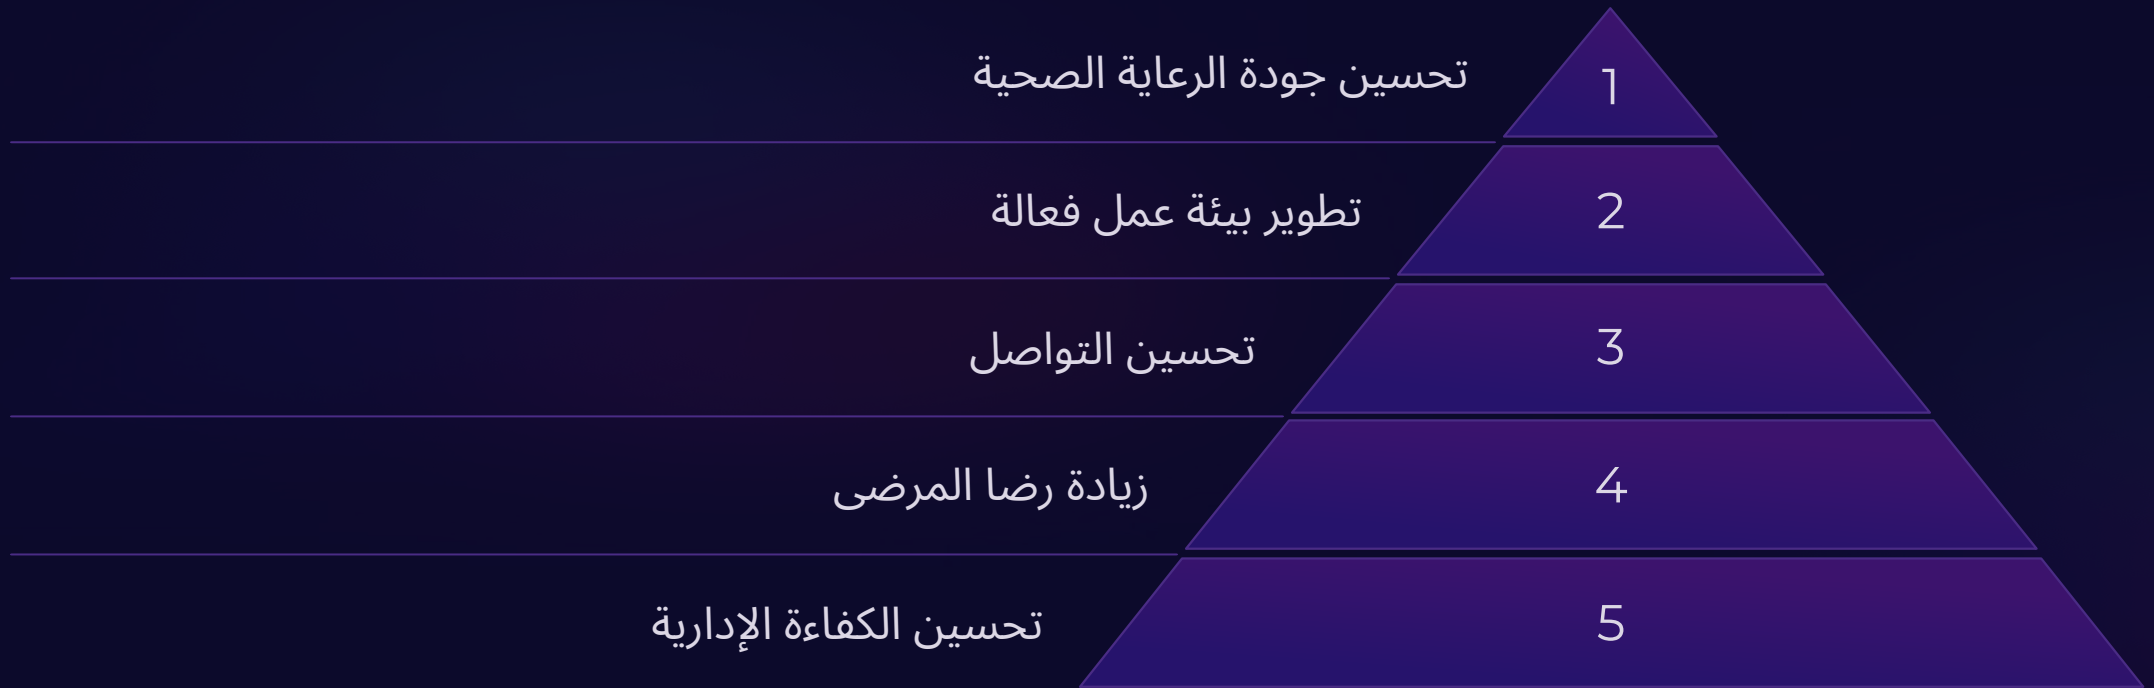 تحسين جودة الرعاية الصحية
1
تطوير بيئة عمل فعالة
2
تحسين التواصل
3
زيادة رضا المرضى
4
تحسين الكفاءة الإدارية
5